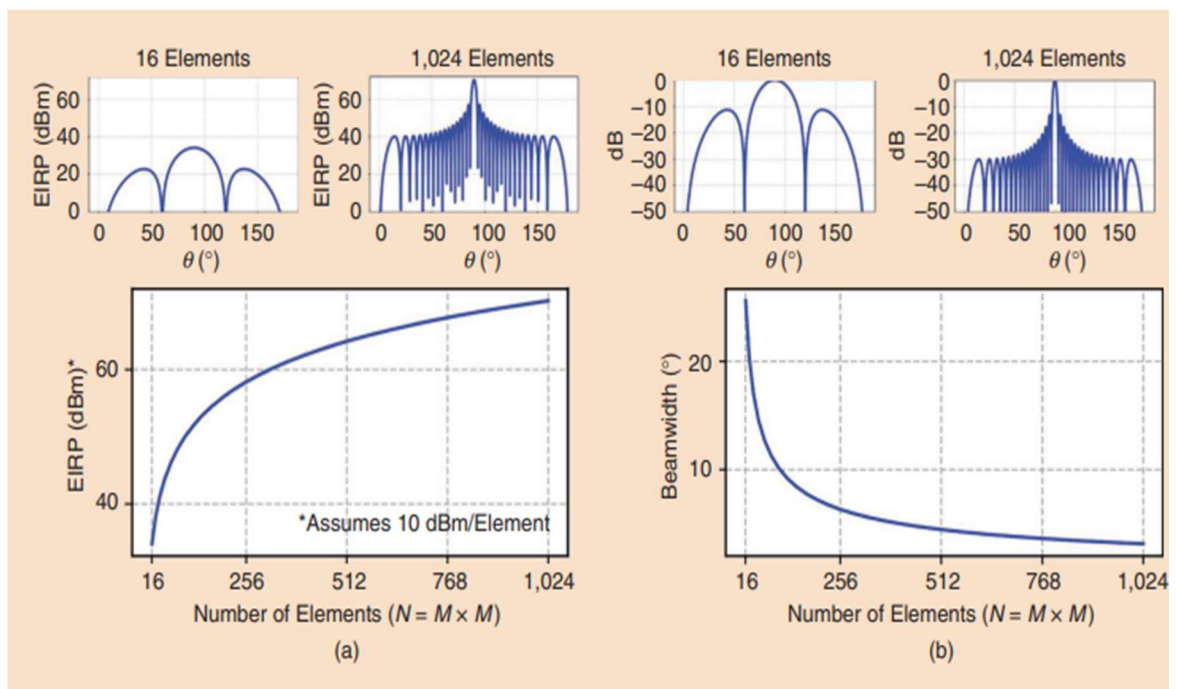 16 Elements
1,024 Elements
EIRP (dBm)
60
40
20
0
0 50 100 150
θ (°)
EIRP (dBm)
60
40
20
0
0 50 100 150
θ (°)
16 Elements
1,024 Elements
dB
0
–10
–20
–30
–40
–50
0 50 100 150
θ (°)
dB
0
–10
–20
–30
–40
–50
0 50 100 150
θ (°)
EIRP (dBm)*
60
40
*Assumes 10 dBm/Element
16 256 512 768 1,024
Number of Elements (N = M × M)
(a)
Beamwidth (°)
20
10
16 256 512 768 1,024
Number of Elements (N = M × M)
(b)